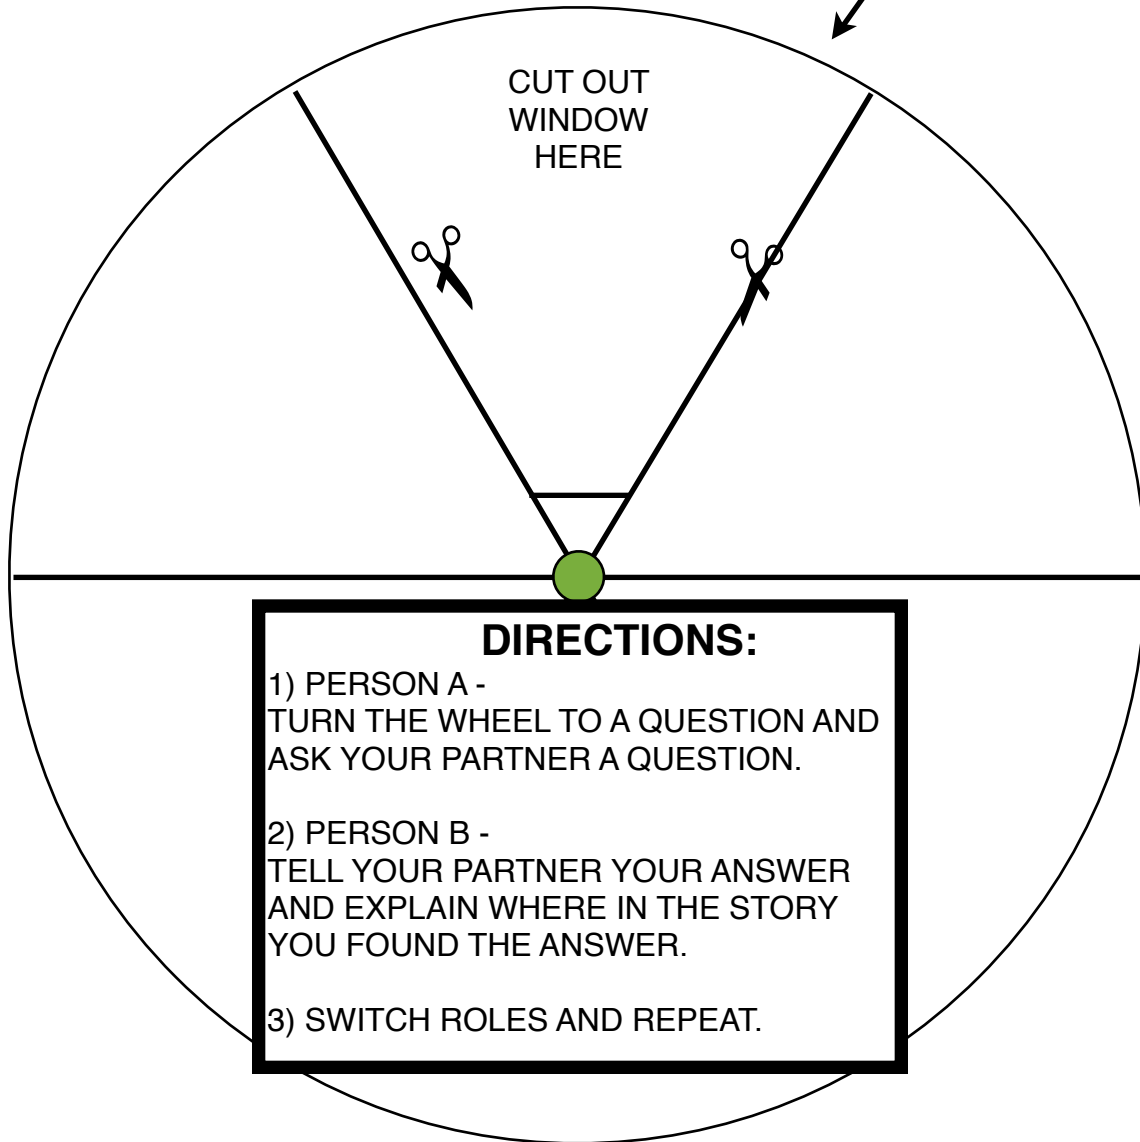 CUT OUT
WINDOW
HERE
DIRECTIONS:
1) PERSON A -
TURN THE WHEEL TO A QUESTION AND
ASK YOUR PARTNER A QUESTION.
2) PERSON B -
TELL YOUR PARTNER YOUR ANSWER
AND EXPLAIN WHERE IN THE STORY
YOU FOUND THE ANSWER.
3) SWITCH ROLES AND REPEAT.